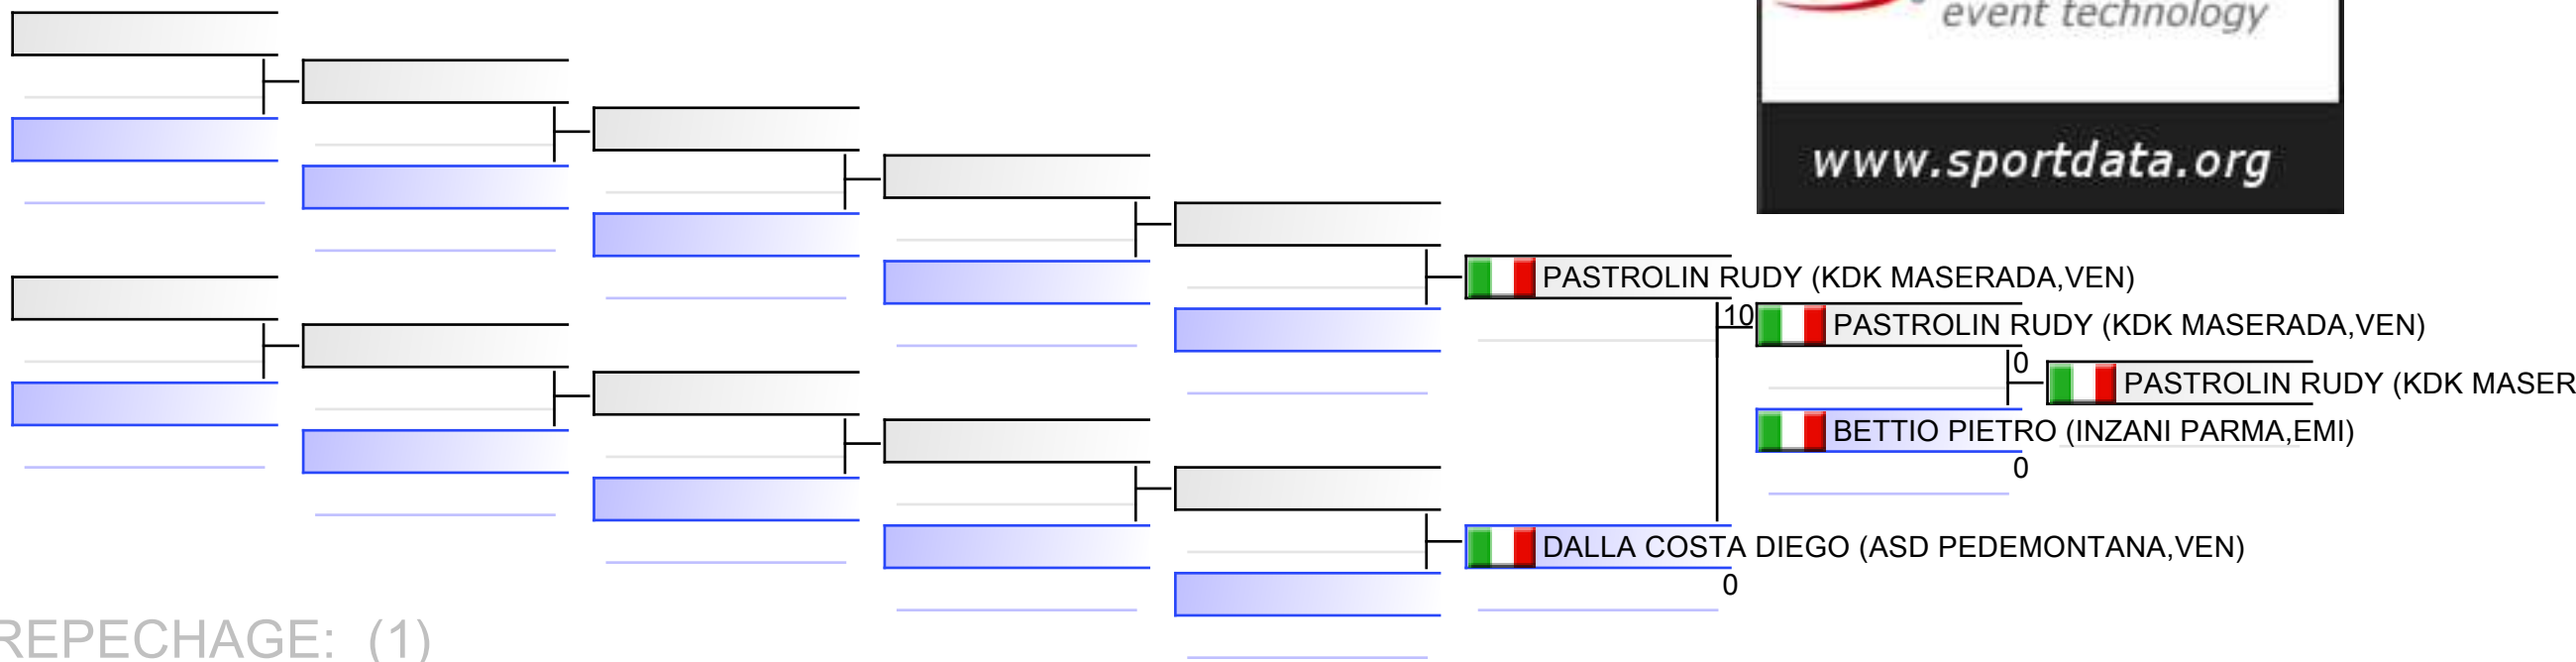 event technology
www.sportdata.org
PASTROLIN RUDY (KDK MASERADA,VEN)
10
PASTROLIN RUDY (KDK MASERADA,VEN)
0
PASTROLIN RUDY (KDK MASER
BETTIO PIETRO (INZANI PARMA,EMI)
0
DALLA COSTA DIEGO (ASD PEDEMONTANA,VEN)
0
REPECHAGE: (1)